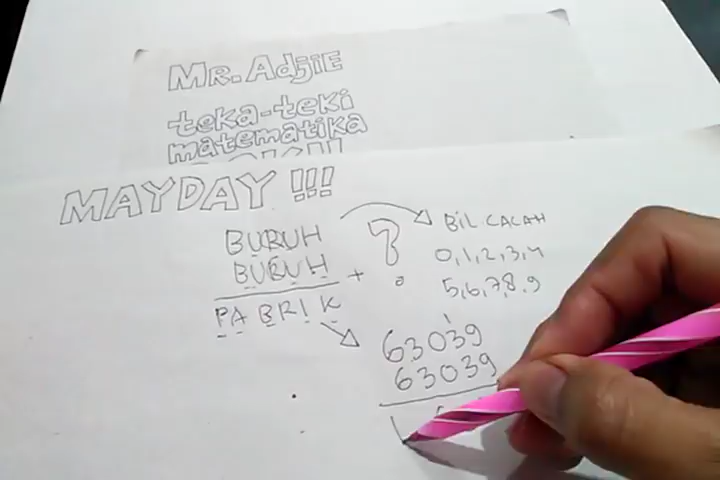 MR. AdjiE
teka-teki
matematika
MAYDAY !!!
BURUH
BURUH +
PABRIK
?
BIL CACAH
0,1,2,3,4
5,6,7,8,9
1
63039
63039